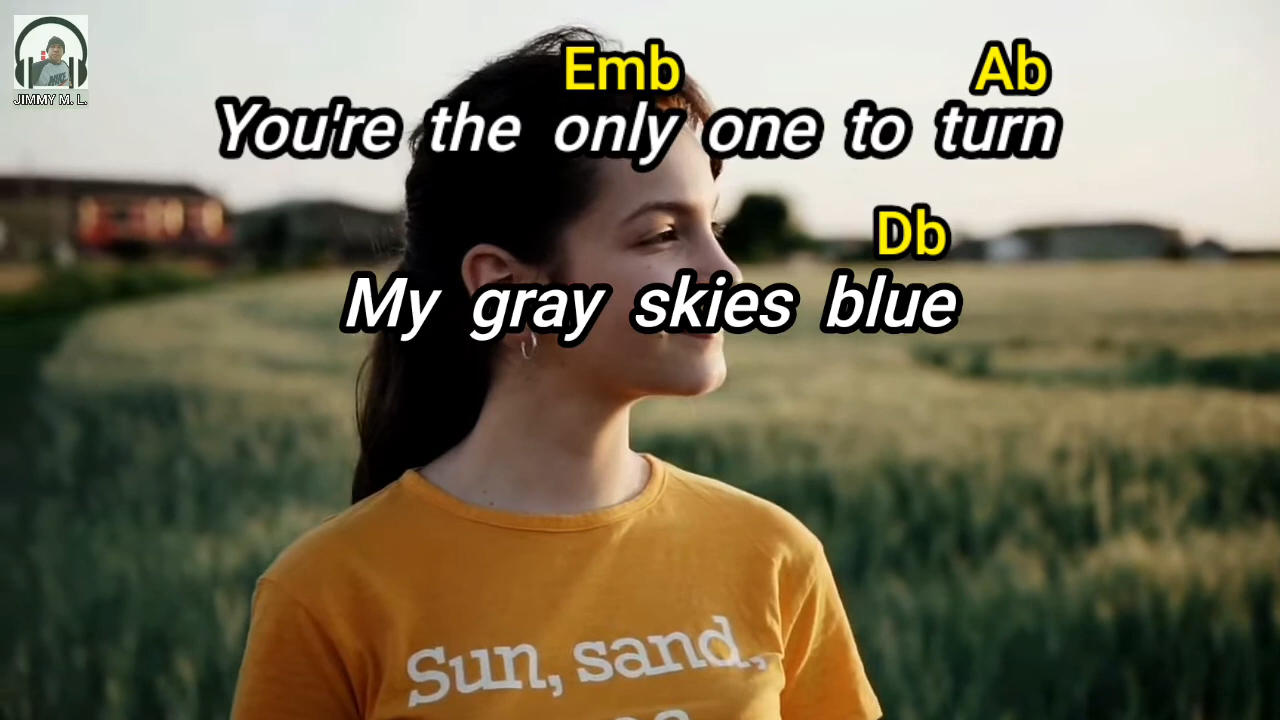 JIMMY M. L.
Emb Ab
You're the only one to turn
Db
My gray skies blue
Sun, sand,